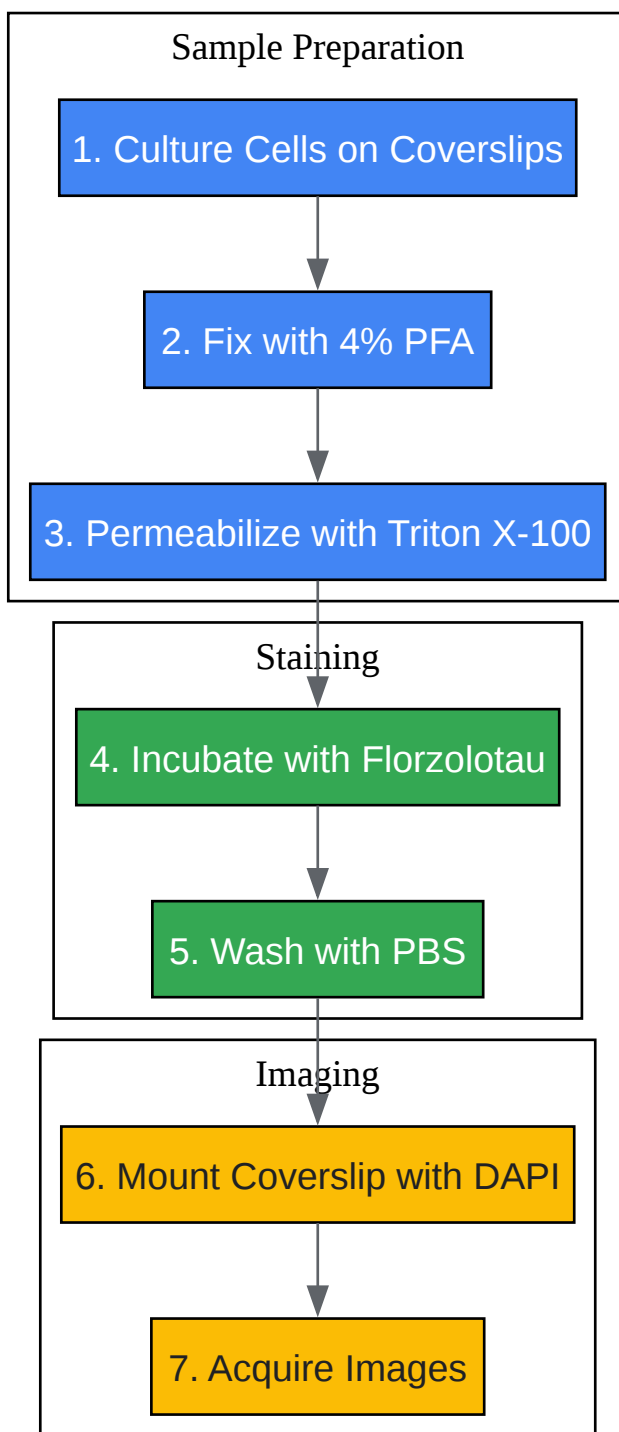 Sample Preparation
1. Culture Cells on Coverslips
2. Fix with 4% PFA
3. Permeabilize with Triton X-100
Staining
4. Incubate with Florzolotau
5. Wash with PBS
Imaging
6. Mount Coverslip with DAPI
7. Acquire Images